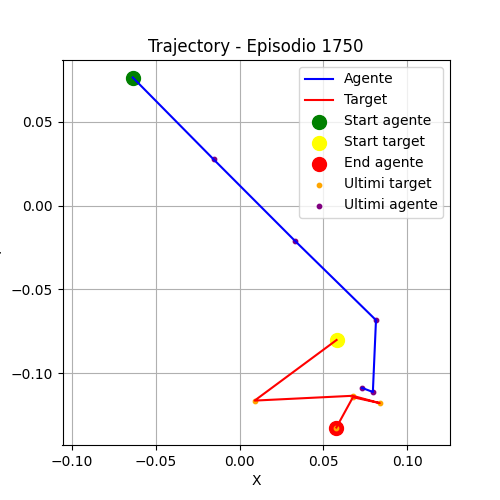 Trajectory - Episodio 1750
Agente
Target
Start agente
Start target
End agente
Ultimi target
Ultimi agente
0.05
0.00
−0.05
−0.10
−0.10
−0.05
0.00
0.05
0.10
X